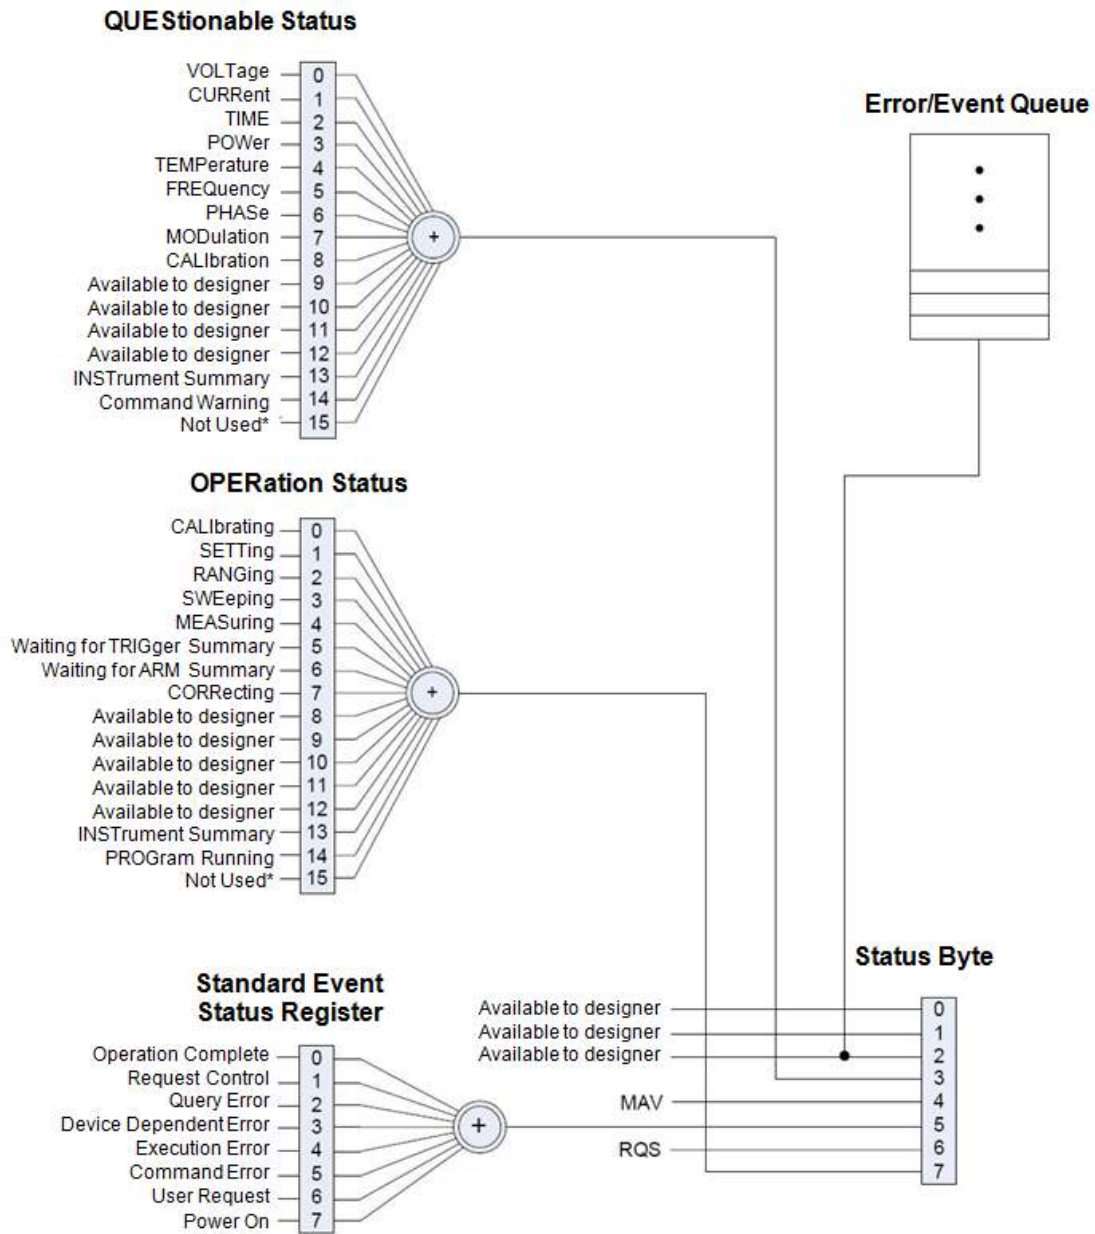 QUEStionable Status
VOLTage 0
CURRent 1
TIME 2
POWer 3
TEMPerature 4
FREQuency 5
PHASe 6
MODulation 7
CALIbration 8
Available to designer 9
Available to designer 10
Available to designer 11
Available to designer 12
INSTrument Summary 13
Command Warning 14
Not Used* 15
+
Error/Event Queue
OPERation Status
CALIbrating 0
SETTing 1
RANGing 2
SWEeping 3
MEASuring 4
Waiting for TRIGger Summary 5
Waiting for ARM Summary 6
CORRecting 7
Available to designer 8
Available to designer 9
Available to designer 10
Available to designer 11
Available to designer 12
INSTrument Summary 13
PROGram Running 14
Not Used* 15
+
Standard Event
Status Register
Operation Complete 0
Request Control 1
Query Error 2
Device Dependent Error 3
Execution Error 4
Command Error 5
User Request 6
Power On 7
+
Status Byte
Available to designer 0
Available to designer 1
Available to designer 2
3
MAV 4
5
RQS 6
7